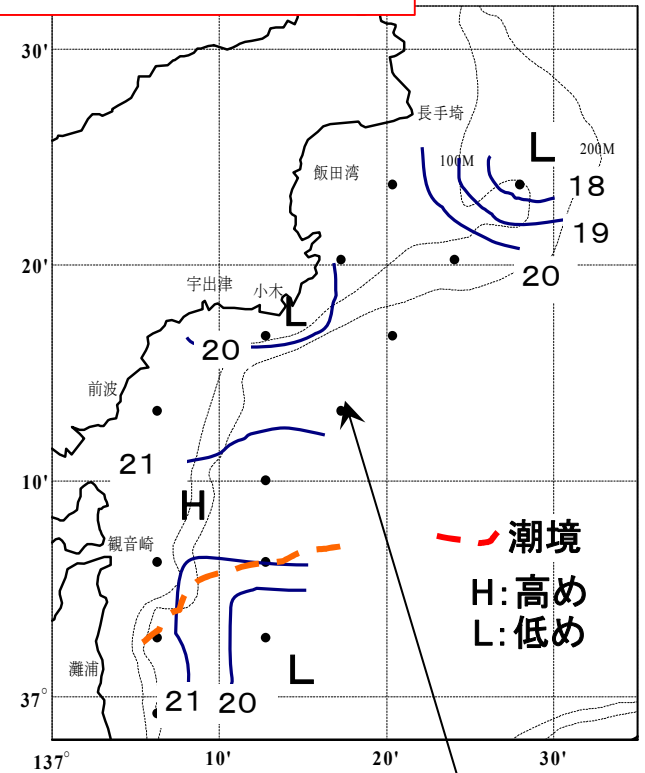 30'
長手埼
L
200M
100M
飯田湾
18
19
20'
20
宇出津
小木
L
20
前波
21
10'
H
潮境
観音崎
H:高め
L:低め
灘浦
L
37°
21
20
137°
10'
20'
30'